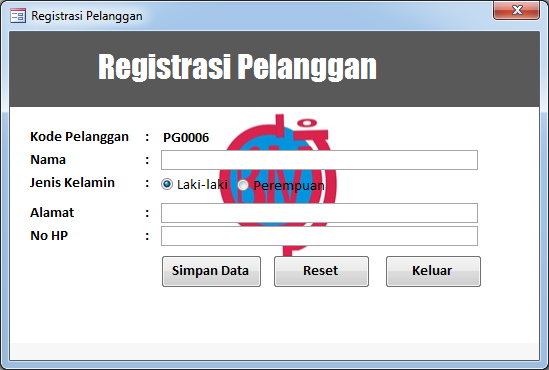 Registrasi Pelanggan
Registrasi Pelanggan
Kode Pelanggan : PG0006
Nama :
Jenis Kelamin : Laki-laki Perempuan
Alamat :
No HP :
Simpan Data Reset Keluar